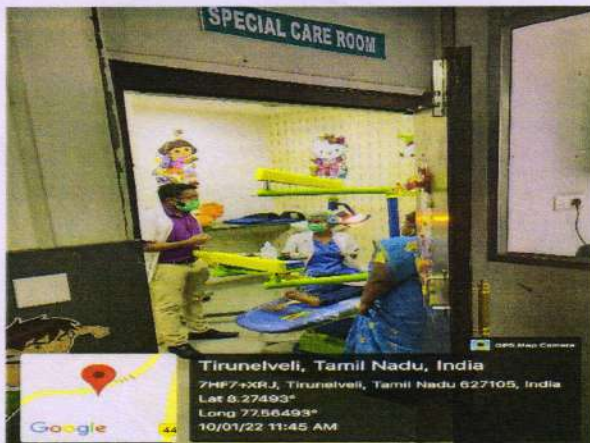 SPECIAL CARE ROOM
GPS Map Camera
Tirunelveli, Tamil Nadu, India
7HF7+XRJ, Tirunelveli, Tamil Nadu 627105, India
Lat 8.27493°
Long 77.56493°
10/01/22 11:45 AM
Google
44